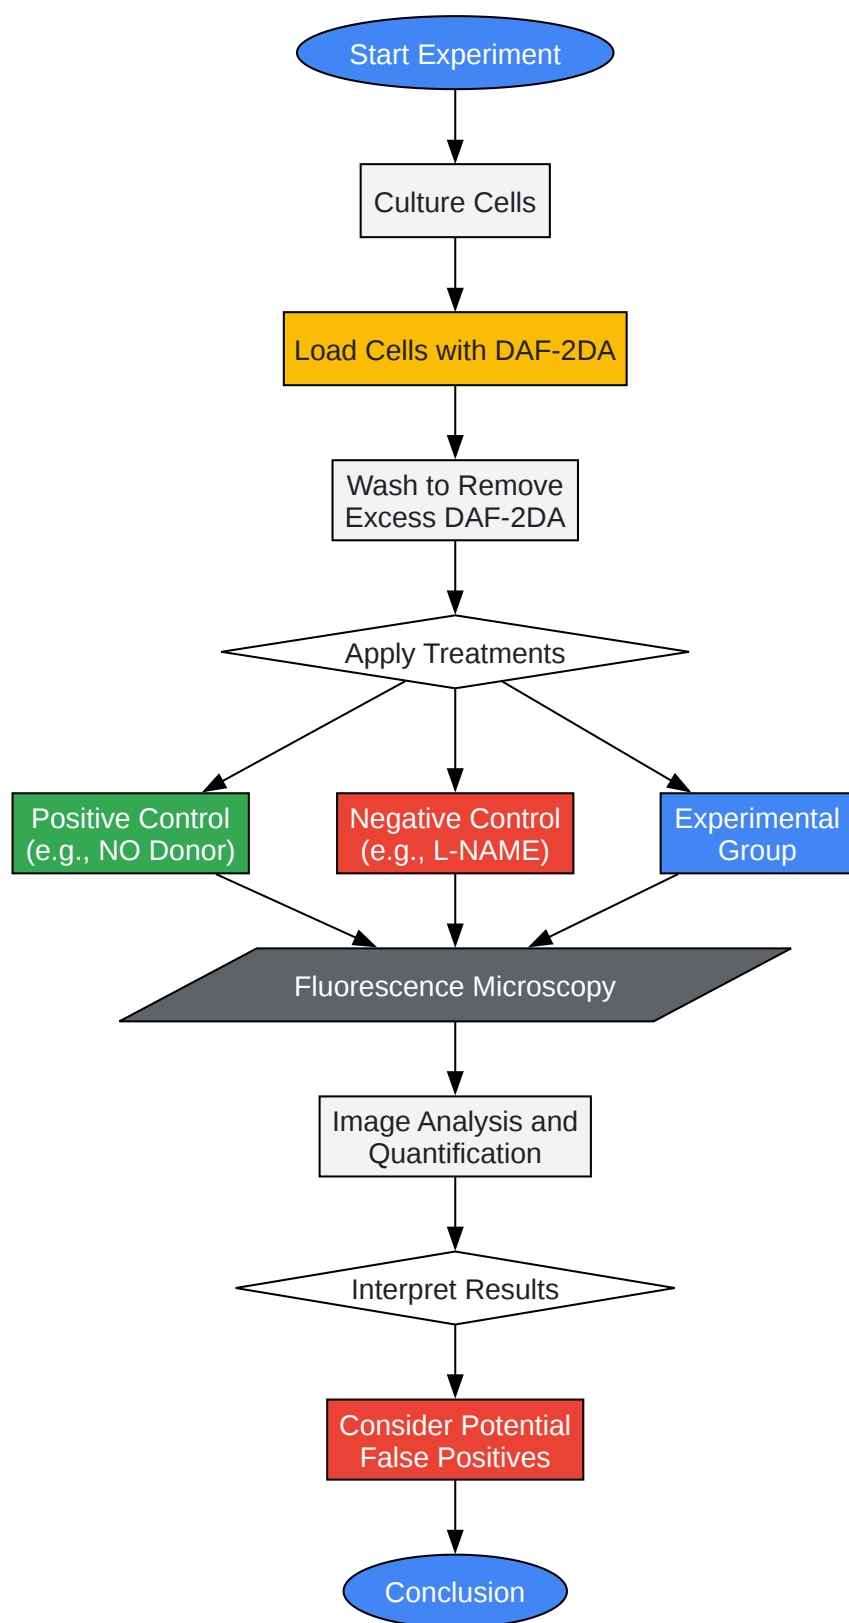 Start Experiment
Culture Cells
Load Cells with DAF-2DA
Wash to Remove
Excess DAF-2DA
Apply Treatments
Positive Control
(e.g., NO Donor)
Negative Control
(e.g., L-NAME)
Experimental
Group
Fluorescence Microscopy
Image Analysis and
Quantification
Interpret Results
Consider Potential
False Positives
Conclusion